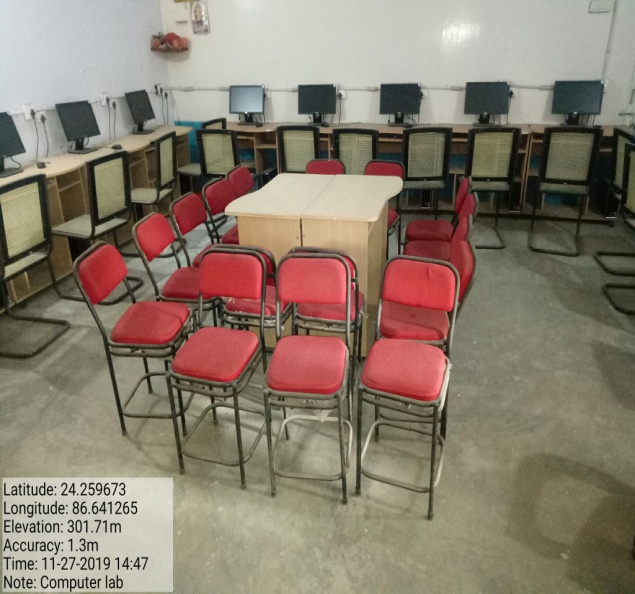 Latitude: 24.259673
Longitude: 86.641265
Elevation: 301.71m
Accuracy: 1.3m
Time: 11-27-2019 14:47
Note: Computer lab